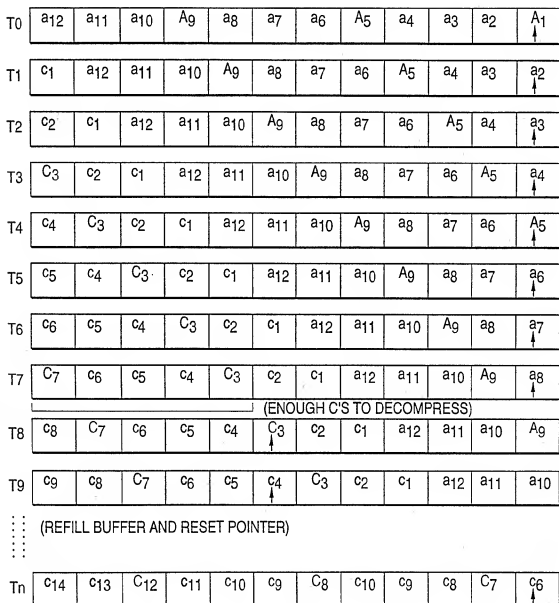 T0 a12 a11 a10 A9 a8 a7 a6 A5 a4 a3 a2 A1
T1 c1 a12 a11 a10 A9 a8 a7 a6 A5 a4 a3 a2
T2 c2 c1 a12 a11 a10 A9 a8 a7 a6 A5 a4 a3
T3 C3 c2 c1 a12 a11 a10 A9 a8 a7 a6 A5 a4
T4 c4 C3 c2 c1 a12 a11 a10 A9 a8 a7 a6 A5
T5 c5 c4 C3 c2 c1 a12 a11 a10 A9 a8 a7 a6
T6 c6 c5 c4 C3 c2 c1 a12 a11 a10 A9 a8 a7
T7 C7 c6 c5 c4 C3 c2 c1 a12 a11 a10 A9 a8
(ENOUGH C'S TO DECOMPRESS)
T8 c8 C7 c6 c5 c4 C3 c2 c1 a12 a11 a10 A9
T9 c9 c8 C7 c6 c5 c4 C3 c2 c1 a12 a11 a10
(REFILL BUFFER AND RESET POINTER)
Tn c14 c13 C12 c11 c10 c9 C8 c10 c9 c8 C7 c6